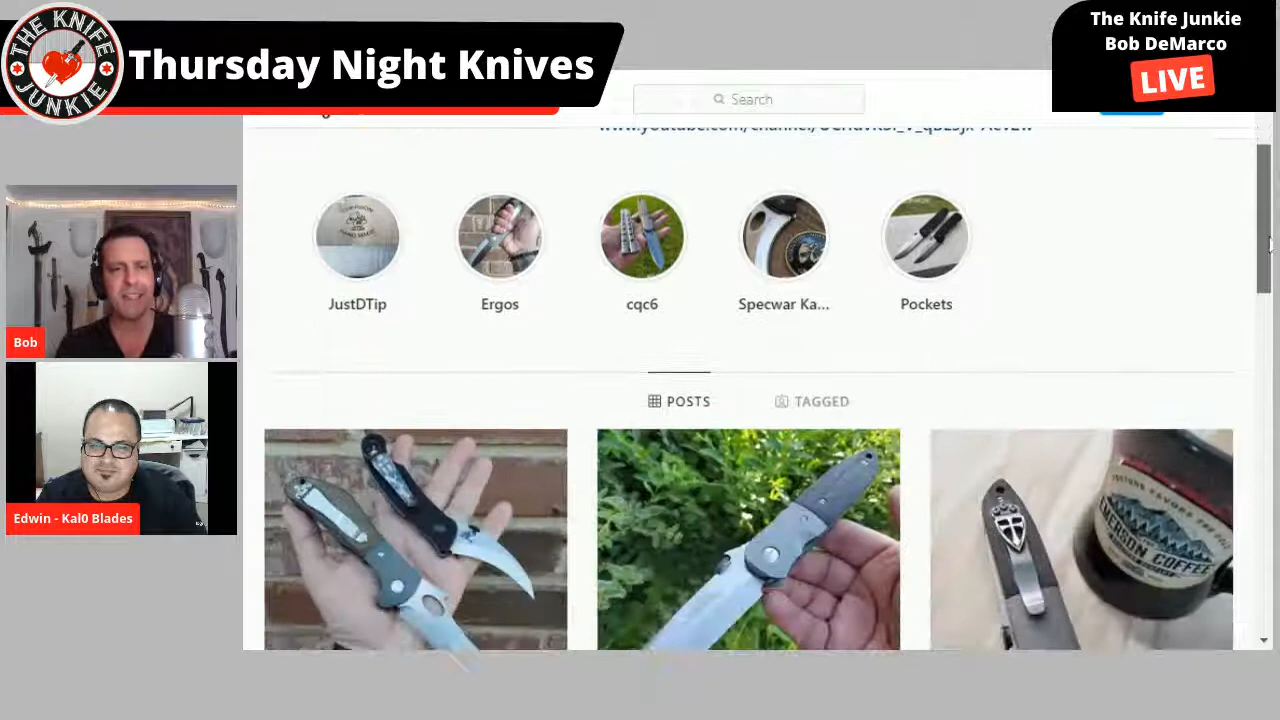 THE KNIFE
JUNKIE
Thursday Night Knives
The Knife Junkie
Bob DeMarco
LIVE
Search
JustDTip
Ergos
cqc6
Specwar Ka...
Pockets
POSTS
TAGGED
Bob
Edwin - Kal0 Blades
EMERSON COFFEE